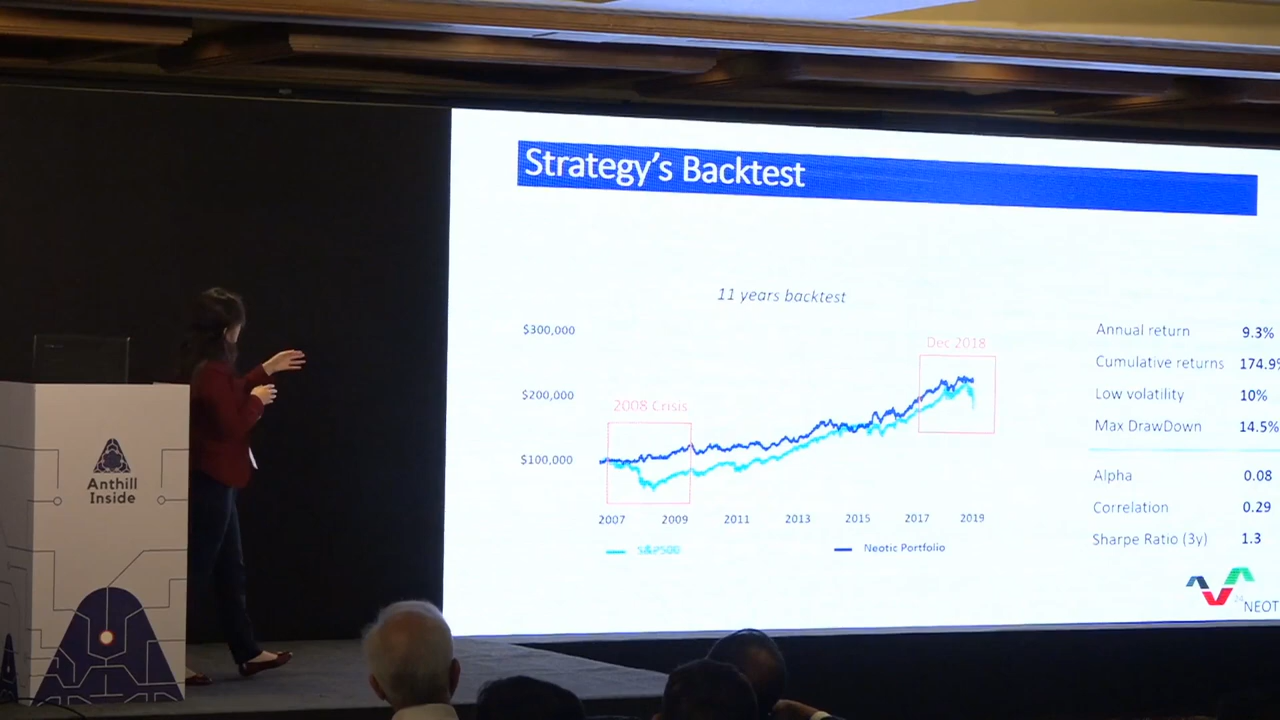 Strategy's Backtest
11 years backtest
$300,000
$200,000
$100,000
2008 Crisis
Dec 2018
2007 2009 2011 2013 2015 2017 2019
S&P500
Neotic Portfolio
Annual return 9.3%
Cumulative returns 174.9%
Low volatility 10%
Max DrawDown 14.5%
Alpha 0.08
Correlation 0.29
Sharpe Ratio (3y) 1.3
NEOT
Anthill
Inside